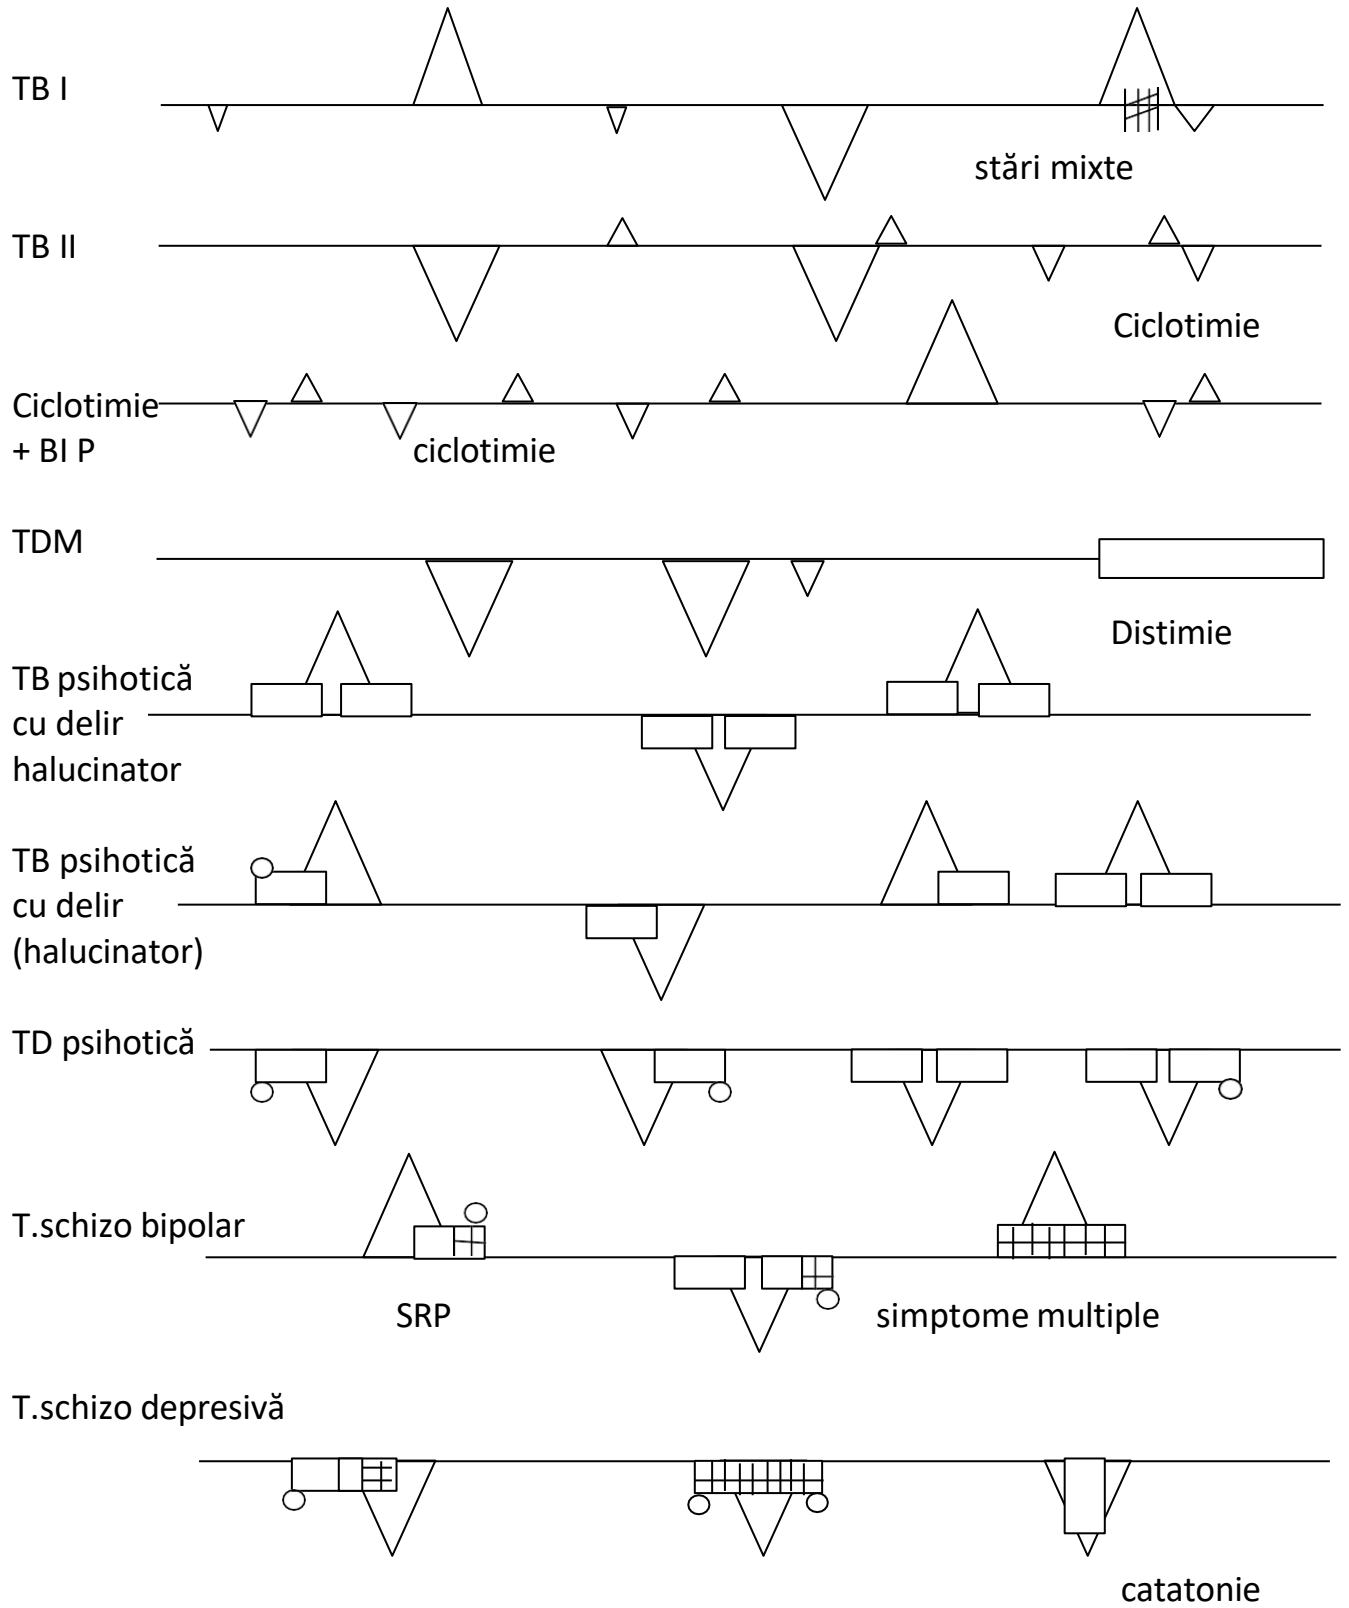 TB I
stări mixte
TB II
Ciclotimie
Ciclotimie
+ BI P
ciclotimie
TDM
Distimie
TB psihotică
cu delir
halucinator
TB psihotică
cu delir
(halucinator)
TD psihotică
T.schizo bipolar
SRP
simptome multiple
T.schizo depresivă
catatonie